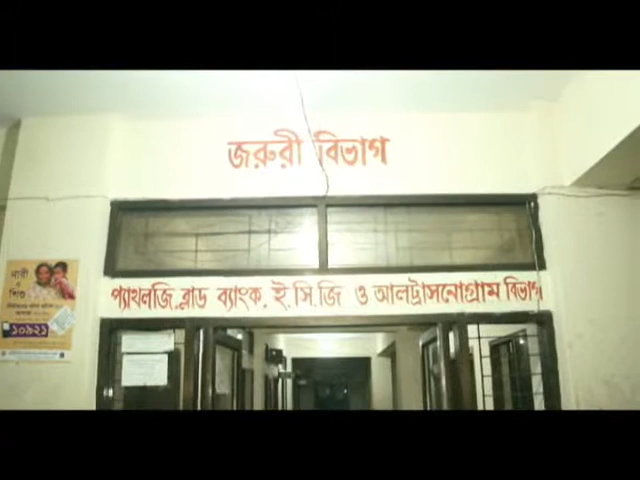 জরুরী বিভাগ
প্যাথলজি.ব্লাড ব্যাংক.ই.সি.জি ও আলট্রাসনোগ্রাম বিভাগ
নারী
ও
শিশু
১০৯২১